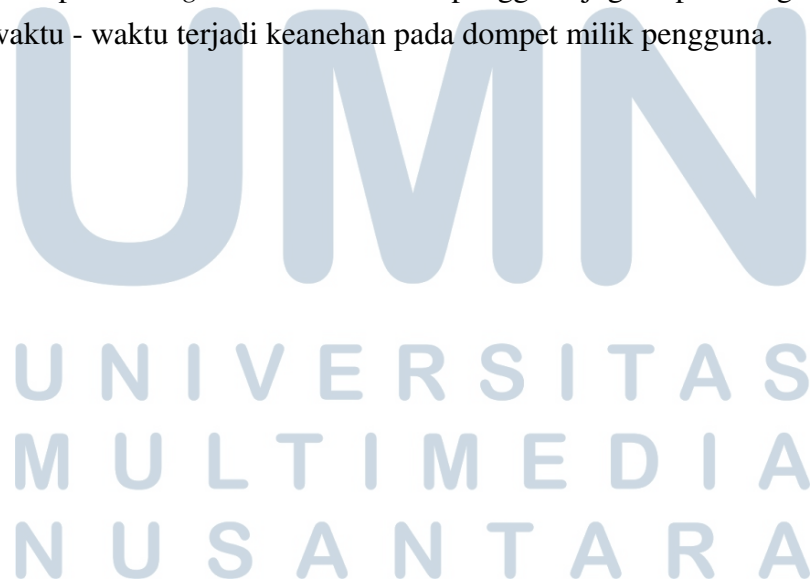 waktu - waktu terjadi keanehan pada dompet milik pengguna.
UMN
UNIVERSITAS
MULTIMEDIA
NUSANTARA